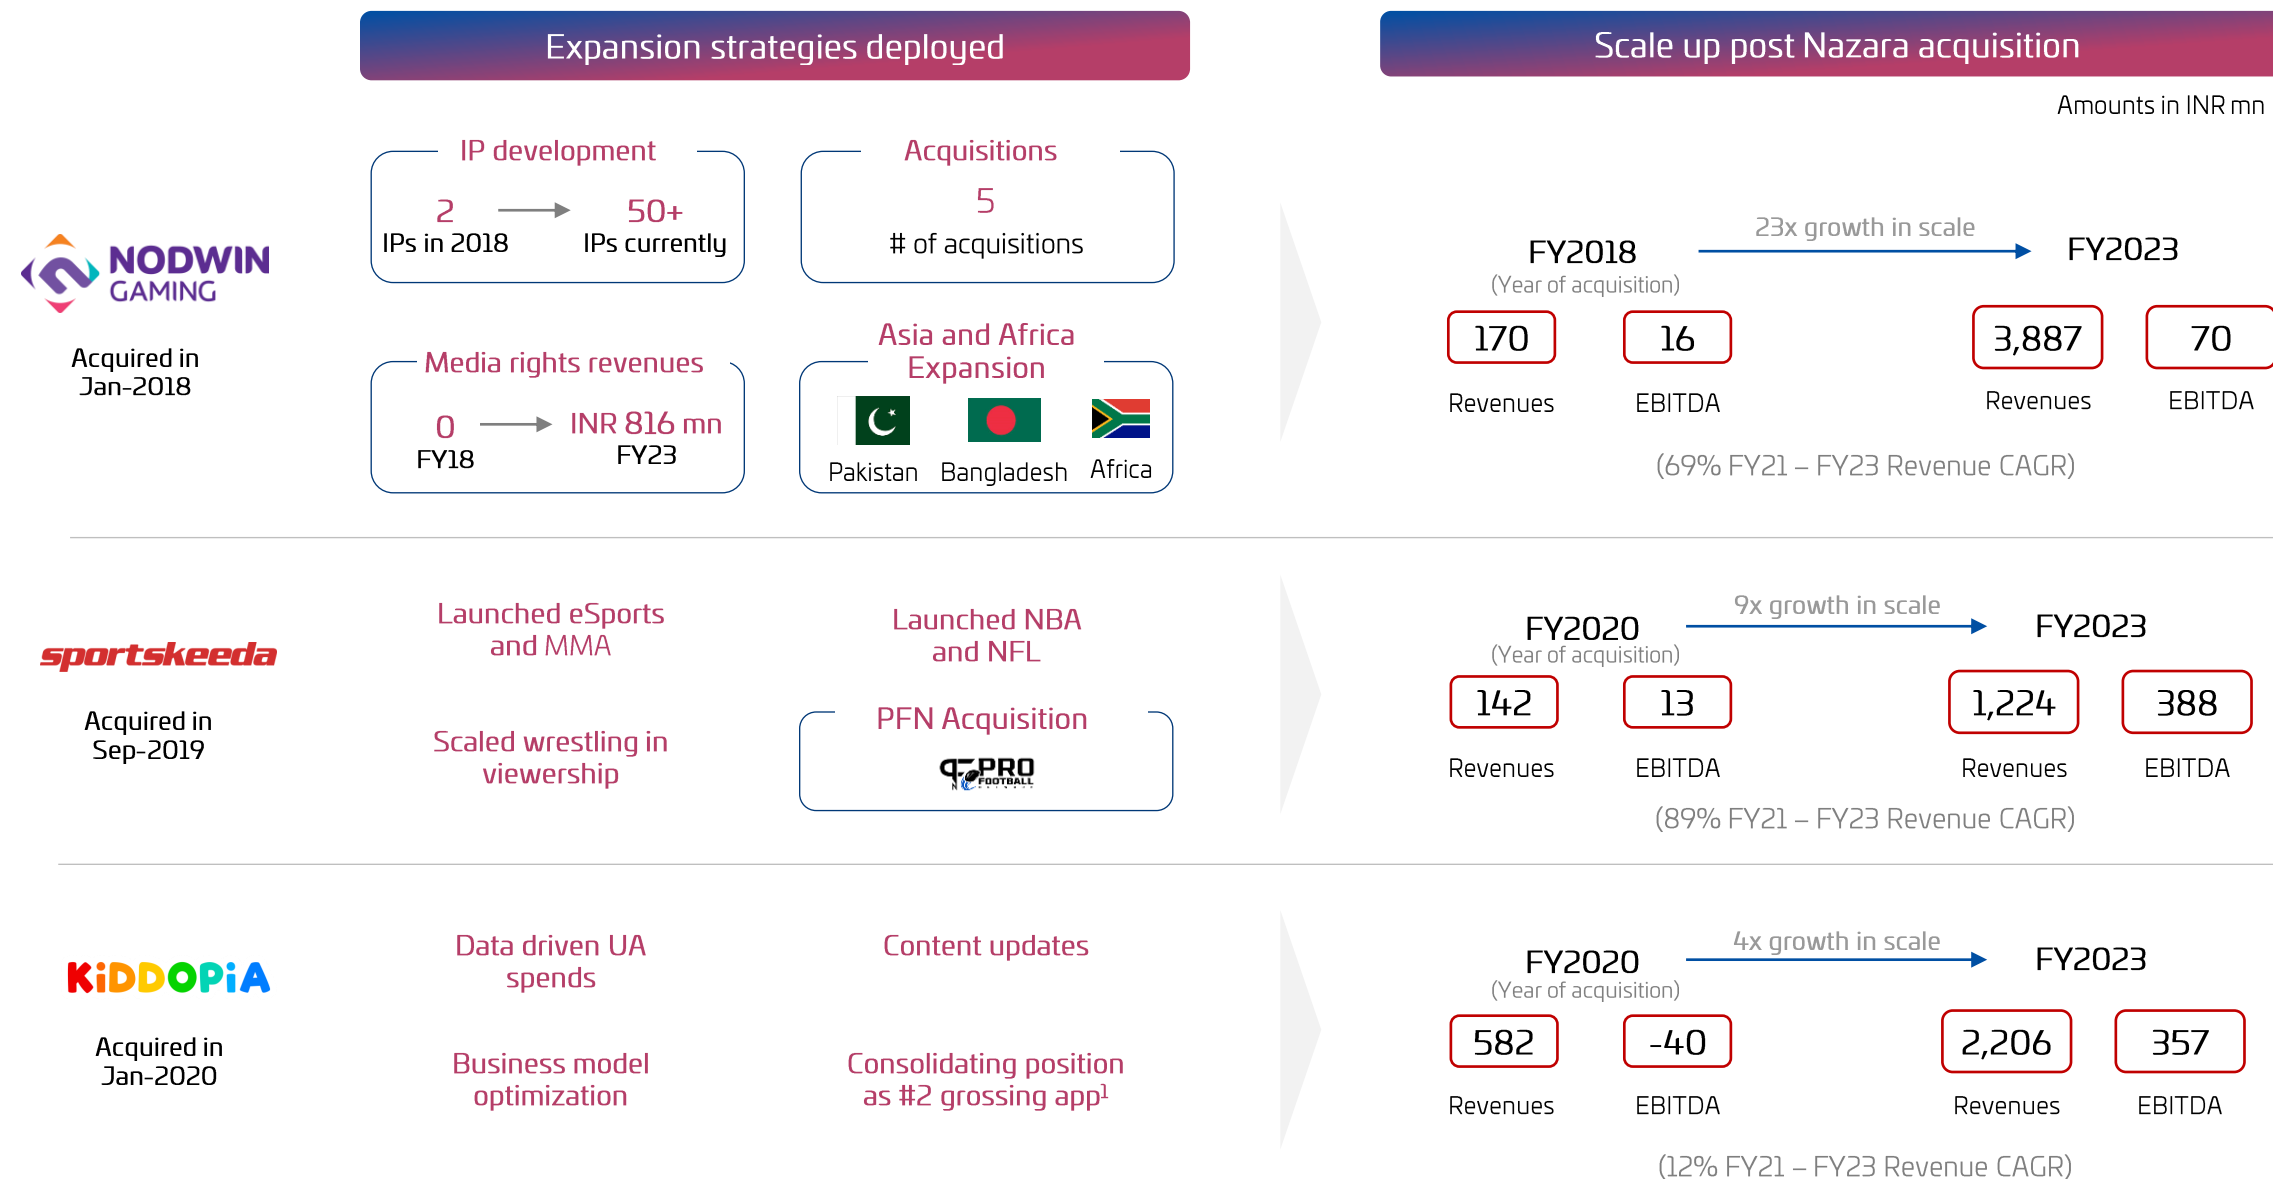 Expansion strategies deployed
Scale up post Nazara acquisition
Amounts in INR mn
NODWIN
GAMING
Acquired in
Jan-2018
IP development
2
50+
IPs in 2018
IPs currently
Acquisitions
5
# of acquisitions
Media rights revenues
0
INR 816 mn
FY18
FY23
Asia and Africa
Expansion
Pakistan
Bangladesh
Africa
23x growth in scale
FY2018
FY2023
(Year of acquisition)
170
16
3,887
70
Revenues
EBITDA
Revenues
EBITDA
(69% FY21 – FY23 Revenue CAGR)
sportskeeda
Acquired in
Sep-2019
Launched eSports
and MMA
Launched NBA
and NFL
Scaled wrestling in
viewership
PFN Acquisition
PRO
FOOTBALL
9x growth in scale
FY2020
FY2023
(Year of acquisition)
142
13
1,224
388
Revenues
EBITDA
Revenues
EBITDA
(89% FY21 – FY23 Revenue CAGR)
KiDDOPiA
Acquired in
Jan-2020
Data driven UA
spends
Content updates
Business model
optimization
Consolidating position
as #2 grossing app¹
4x growth in scale
FY2020
FY2023
(Year of acquisition)
582
-40
2,206
357
Revenues
EBITDA
Revenues
EBITDA
(12% FY21 – FY23 Revenue CAGR)